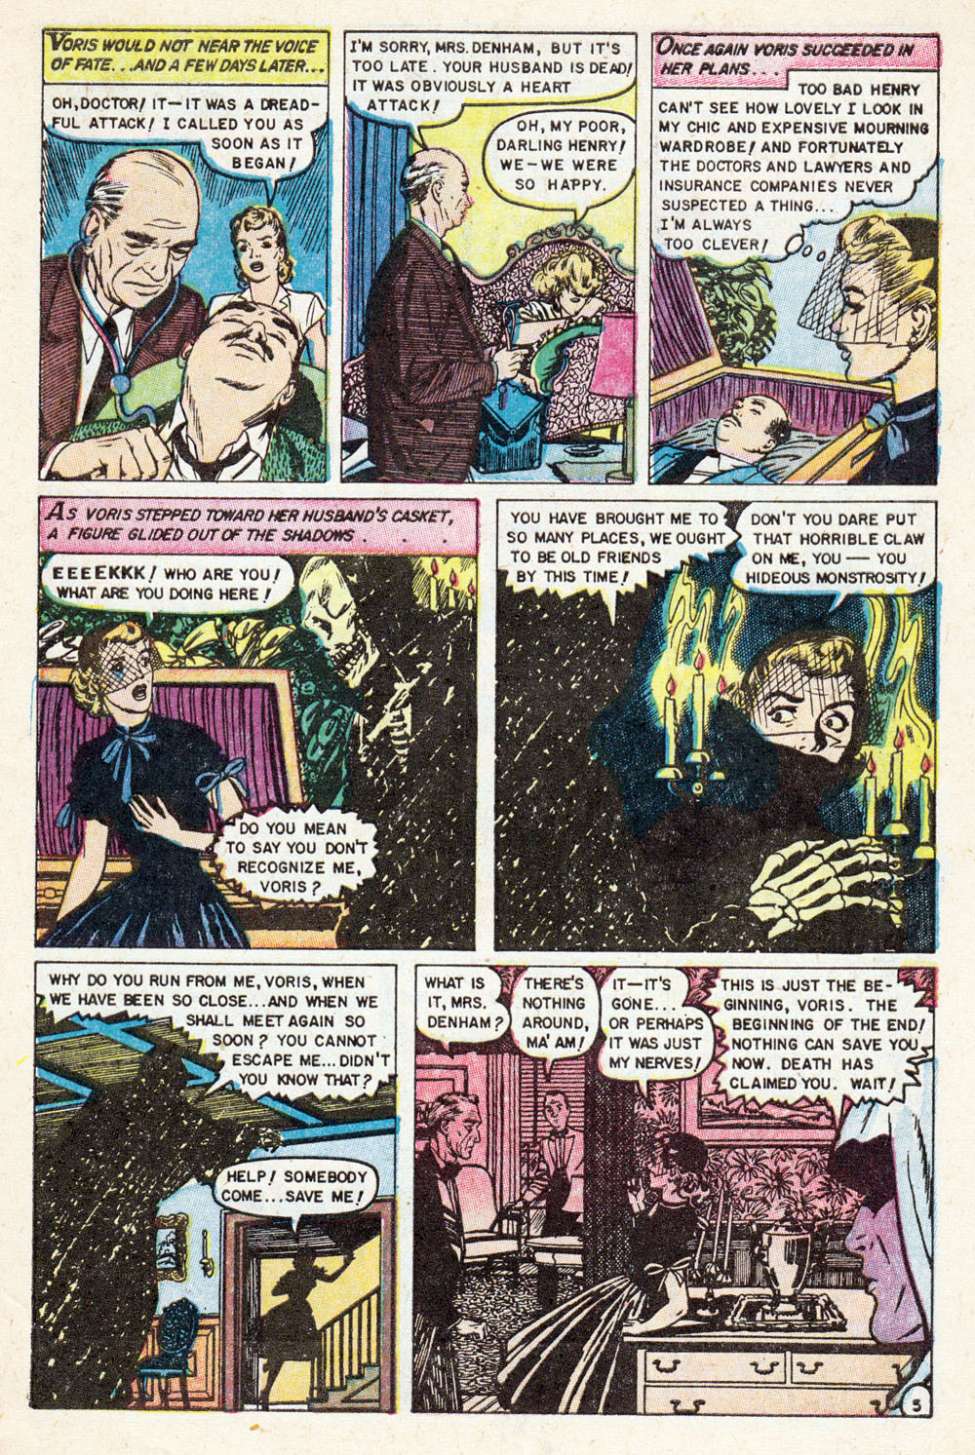 VORIS WOULD NOT NEAR THE VOICE
OF FATE...AND A FEW DAYS LATER...
OH, DOCTOR! IT—IT WAS A DREAD-
FUL ATTACK! I CALLED YOU AS
SOON AS IT
BEGAN!
I'M SORRY, MRS. DENHAM, BUT IT'S
TOO LATE. YOUR HUSBAND IS DEAD!
IT WAS OBVIOUSLY A HEART
ATTACK!
OH, MY POOR,
DARLING HENRY!
WE—WE WERE
SO HAPPY.
ONCE AGAIN VORIS SUCCEEDED IN
HER PLANS...
TOO BAD HENRY
CAN'T SEE HOW LOVELY I LOOK IN
MY CHIC AND EXPENSIVE MOURNING
WARDROBE! AND FORTUNATELY
THE DOCTORS AND LAWYERS AND
INSURANCE COMPANIES NEVER
SUSPECTED A THING...
I'M ALWAYS
TOO CLEVER!
AS VORIS STEPPED TOWARD HER HUSBAND'S CASKET,
A FIGURE GLIDED OUT OF THE SHADOWS . . . .
EEEEKKK! WHO ARE YOU!
WHAT ARE YOU DOING HERE!
DO YOU MEAN
TO SAY YOU DON'T
RECOGNIZE ME,
VORIS?
YOU HAVE BROUGHT ME TO
SO MANY PLACES, WE OUGHT
TO BE OLD FRIENDS
BY THIS TIME!
DON'T YOU DARE PUT
THAT HORRIBLE CLAW
ON ME, YOU — YOU
HIDEOUS MONSTROSITY!
WHY DO YOU RUN FROM ME, VORIS, WHEN
WE HAVE BEEN SO CLOSE...AND WHEN WE
SHALL MEET AGAIN SO
SOON? YOU CANNOT
ESCAPE ME...DIDN'T
YOU KNOW THAT?
HELP! SOMEBODY
COME...SAVE ME!
WHAT IS
IT, MRS.
DENHAM?
THERE'S
NOTHING
AROUND,
MA'AM!
IT—IT'S
GONE...
OR PERHAPS
IT WAS JUST
MY NERVES!
THIS IS JUST THE BE-
GINNING, VORIS. THE
BEGINNING OF THE END!
NOTHING CAN SAVE YOU
NOW. DEATH HAS
CLAIMED YOU. WAIT!
5